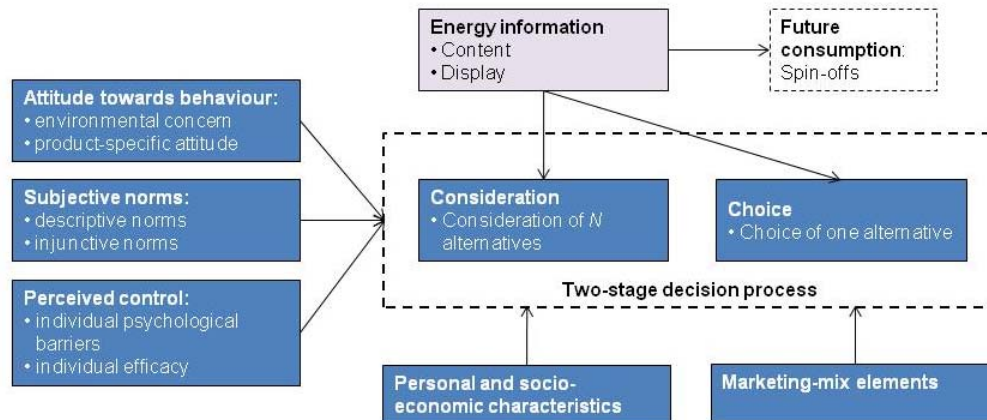 Energy information
• Content
• Display
Future
consumption:
Spin-offs
Attitude towards behaviour:
• environmental concern
• product-specific attitude
Subjective norms:
• descriptive norms
• injunctive norms
Perceived control:
• individual psychological
barriers
• individual efficacy
Consideration
• Consideration of N
alternatives
Choice
• Choice of one alternative
Two-stage decision process
Personal and socio-
economic characteristics
Marketing-mix elements